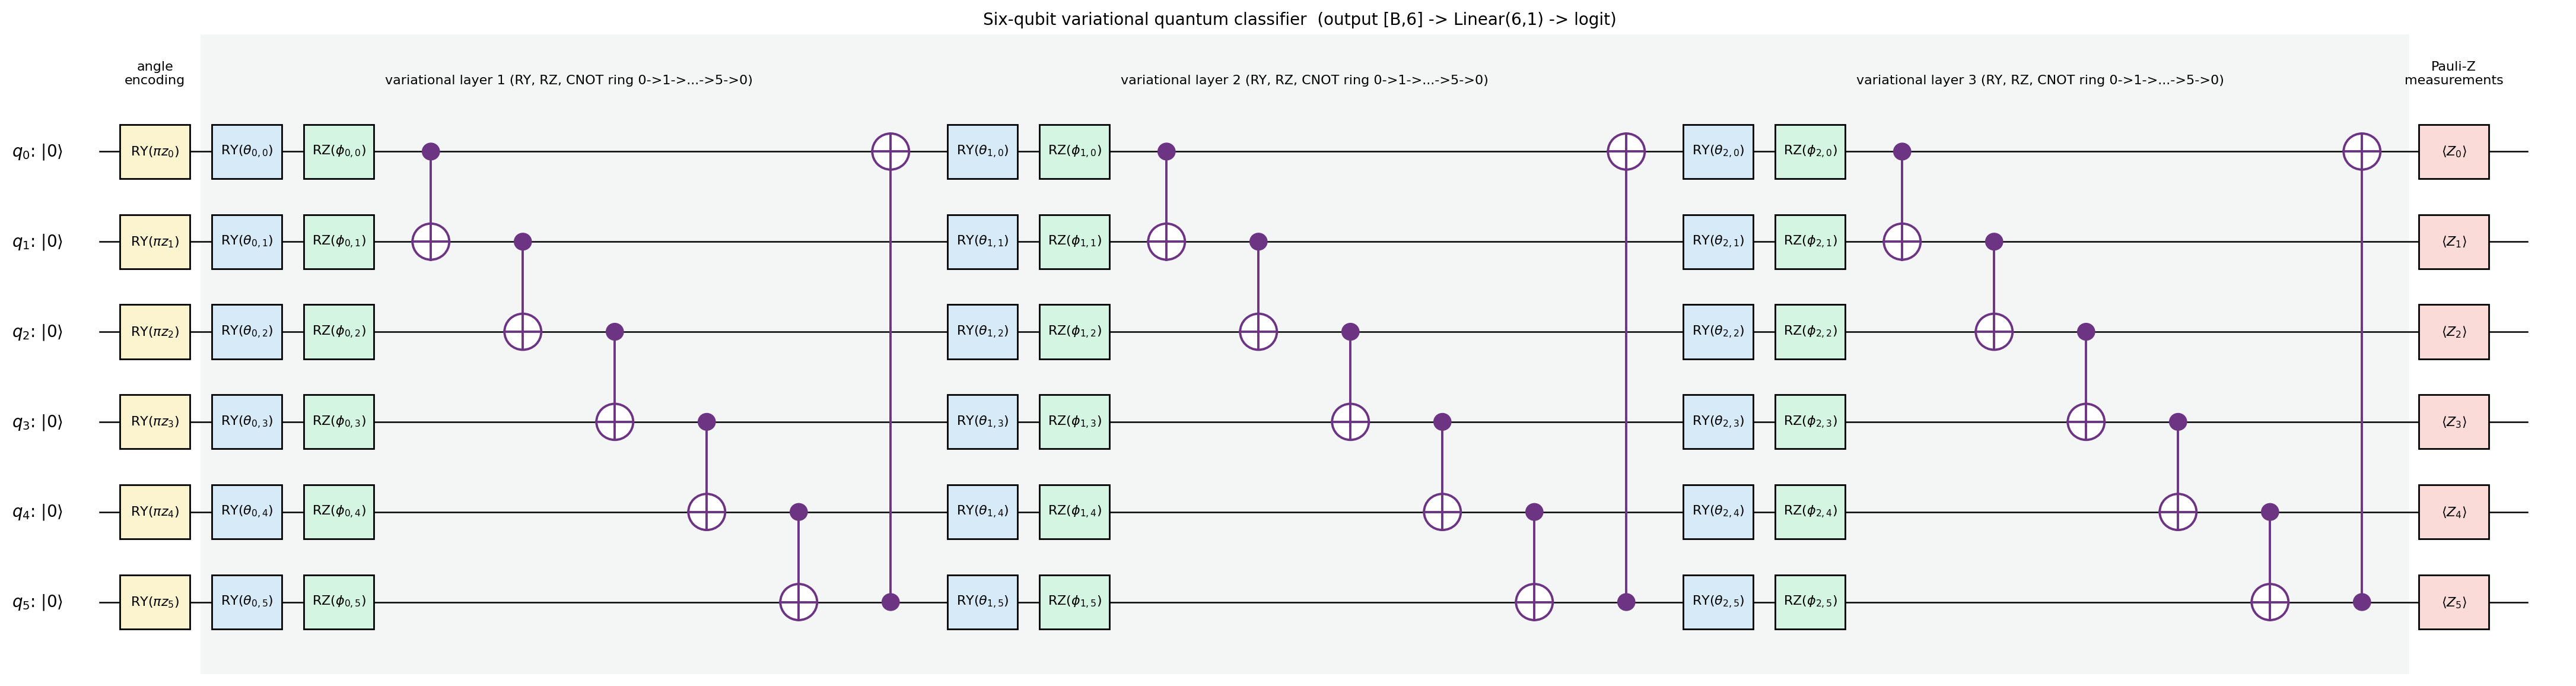 Six-qubit variational quantum classifier (output [B,6] -> Linear(6,1) -> logit)
angle
encoding
variational layer 1 (RY, RZ, CNOT ring 0->1->...->5->0)
variational layer 2 (RY, RZ, CNOT ring 0->1->...->5->0)
variational layer 3 (RY, RZ, CNOT ring 0->1->...->5->0)
Pauli-Z
measurements
q₀: |0⟩ RY(πz₀) RY(θ₀,₀) RZ(ϕ₀,₀) RY(θ₁,₀) RZ(ϕ₁,₀) RY(θ₂,₀) RZ(ϕ₂,₀) ⟨Z₀⟩
q₁: |0⟩ RY(πz₁) RY(θ₀,₁) RZ(ϕ₀,₁) RY(θ₁,₁) RZ(ϕ₁,₁) RY(θ₂,₁) RZ(ϕ₂,₁) ⟨Z₁⟩
q₂: |0⟩ RY(πz₂) RY(θ₀,₂) RZ(ϕ₀,₂) RY(θ₁,₂) RZ(ϕ₁,₂) RY(θ₂,₂) RZ(ϕ₂,₂) ⟨Z₂⟩
q₃: |0⟩ RY(πz₃) RY(θ₀,₃) RZ(ϕ₀,₃) RY(θ₁,₃) RZ(ϕ₁,₃) RY(θ₂,₃) RZ(ϕ₂,₃) ⟨Z₃⟩
q₄: |0⟩ RY(πz₄) RY(θ₀,₄) RZ(ϕ₀,₄) RY(θ₁,₄) RZ(ϕ₁,₄) RY(θ₂,₄) RZ(ϕ₂,₄) ⟨Z₄⟩
q₅: |0⟩ RY(πz₅) RY(θ₀,₅) RZ(ϕ₀,₅) RY(θ₁,₅) RZ(ϕ₁,₅) RY(θ₂,₅) RZ(ϕ₂,₅) ⟨Z₅⟩